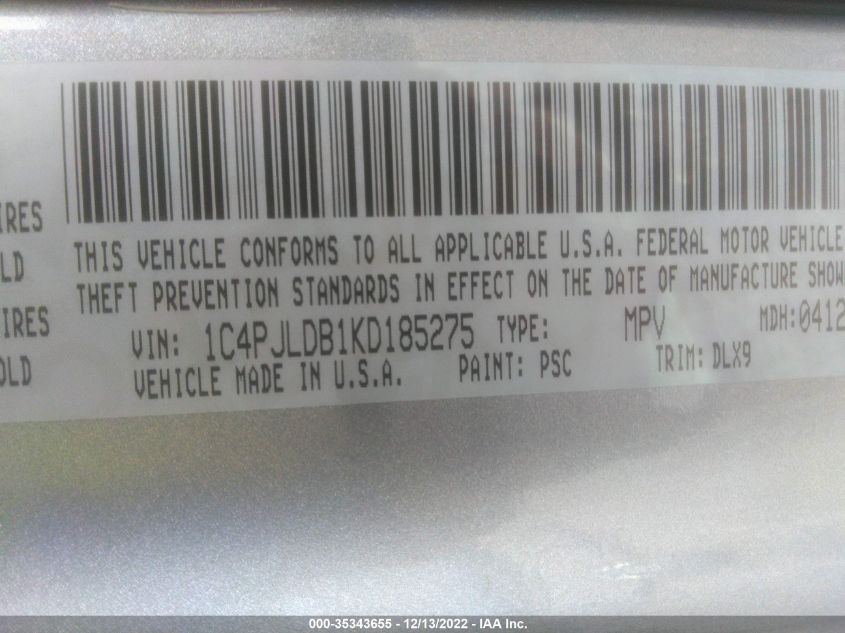 IRES
OLD
IRES
OLD
THIS VEHICLE CONFORMS TO ALL APPLICABLE U.S.A. FEDERAL MOTOR VEHICLE
THEFT PREVENTION STANDARDS IN EFFECT ON THE DATE OF MANUFACTURE SHOW
VIN: 1C4PJLDB1KD185275 TYPE: MPV MDH:0412
VEHICLE MADE IN U.S.A. PAINT: PSC TRIM: DLX9
000-35343655 - 12/13/2022 - IAA Inc.